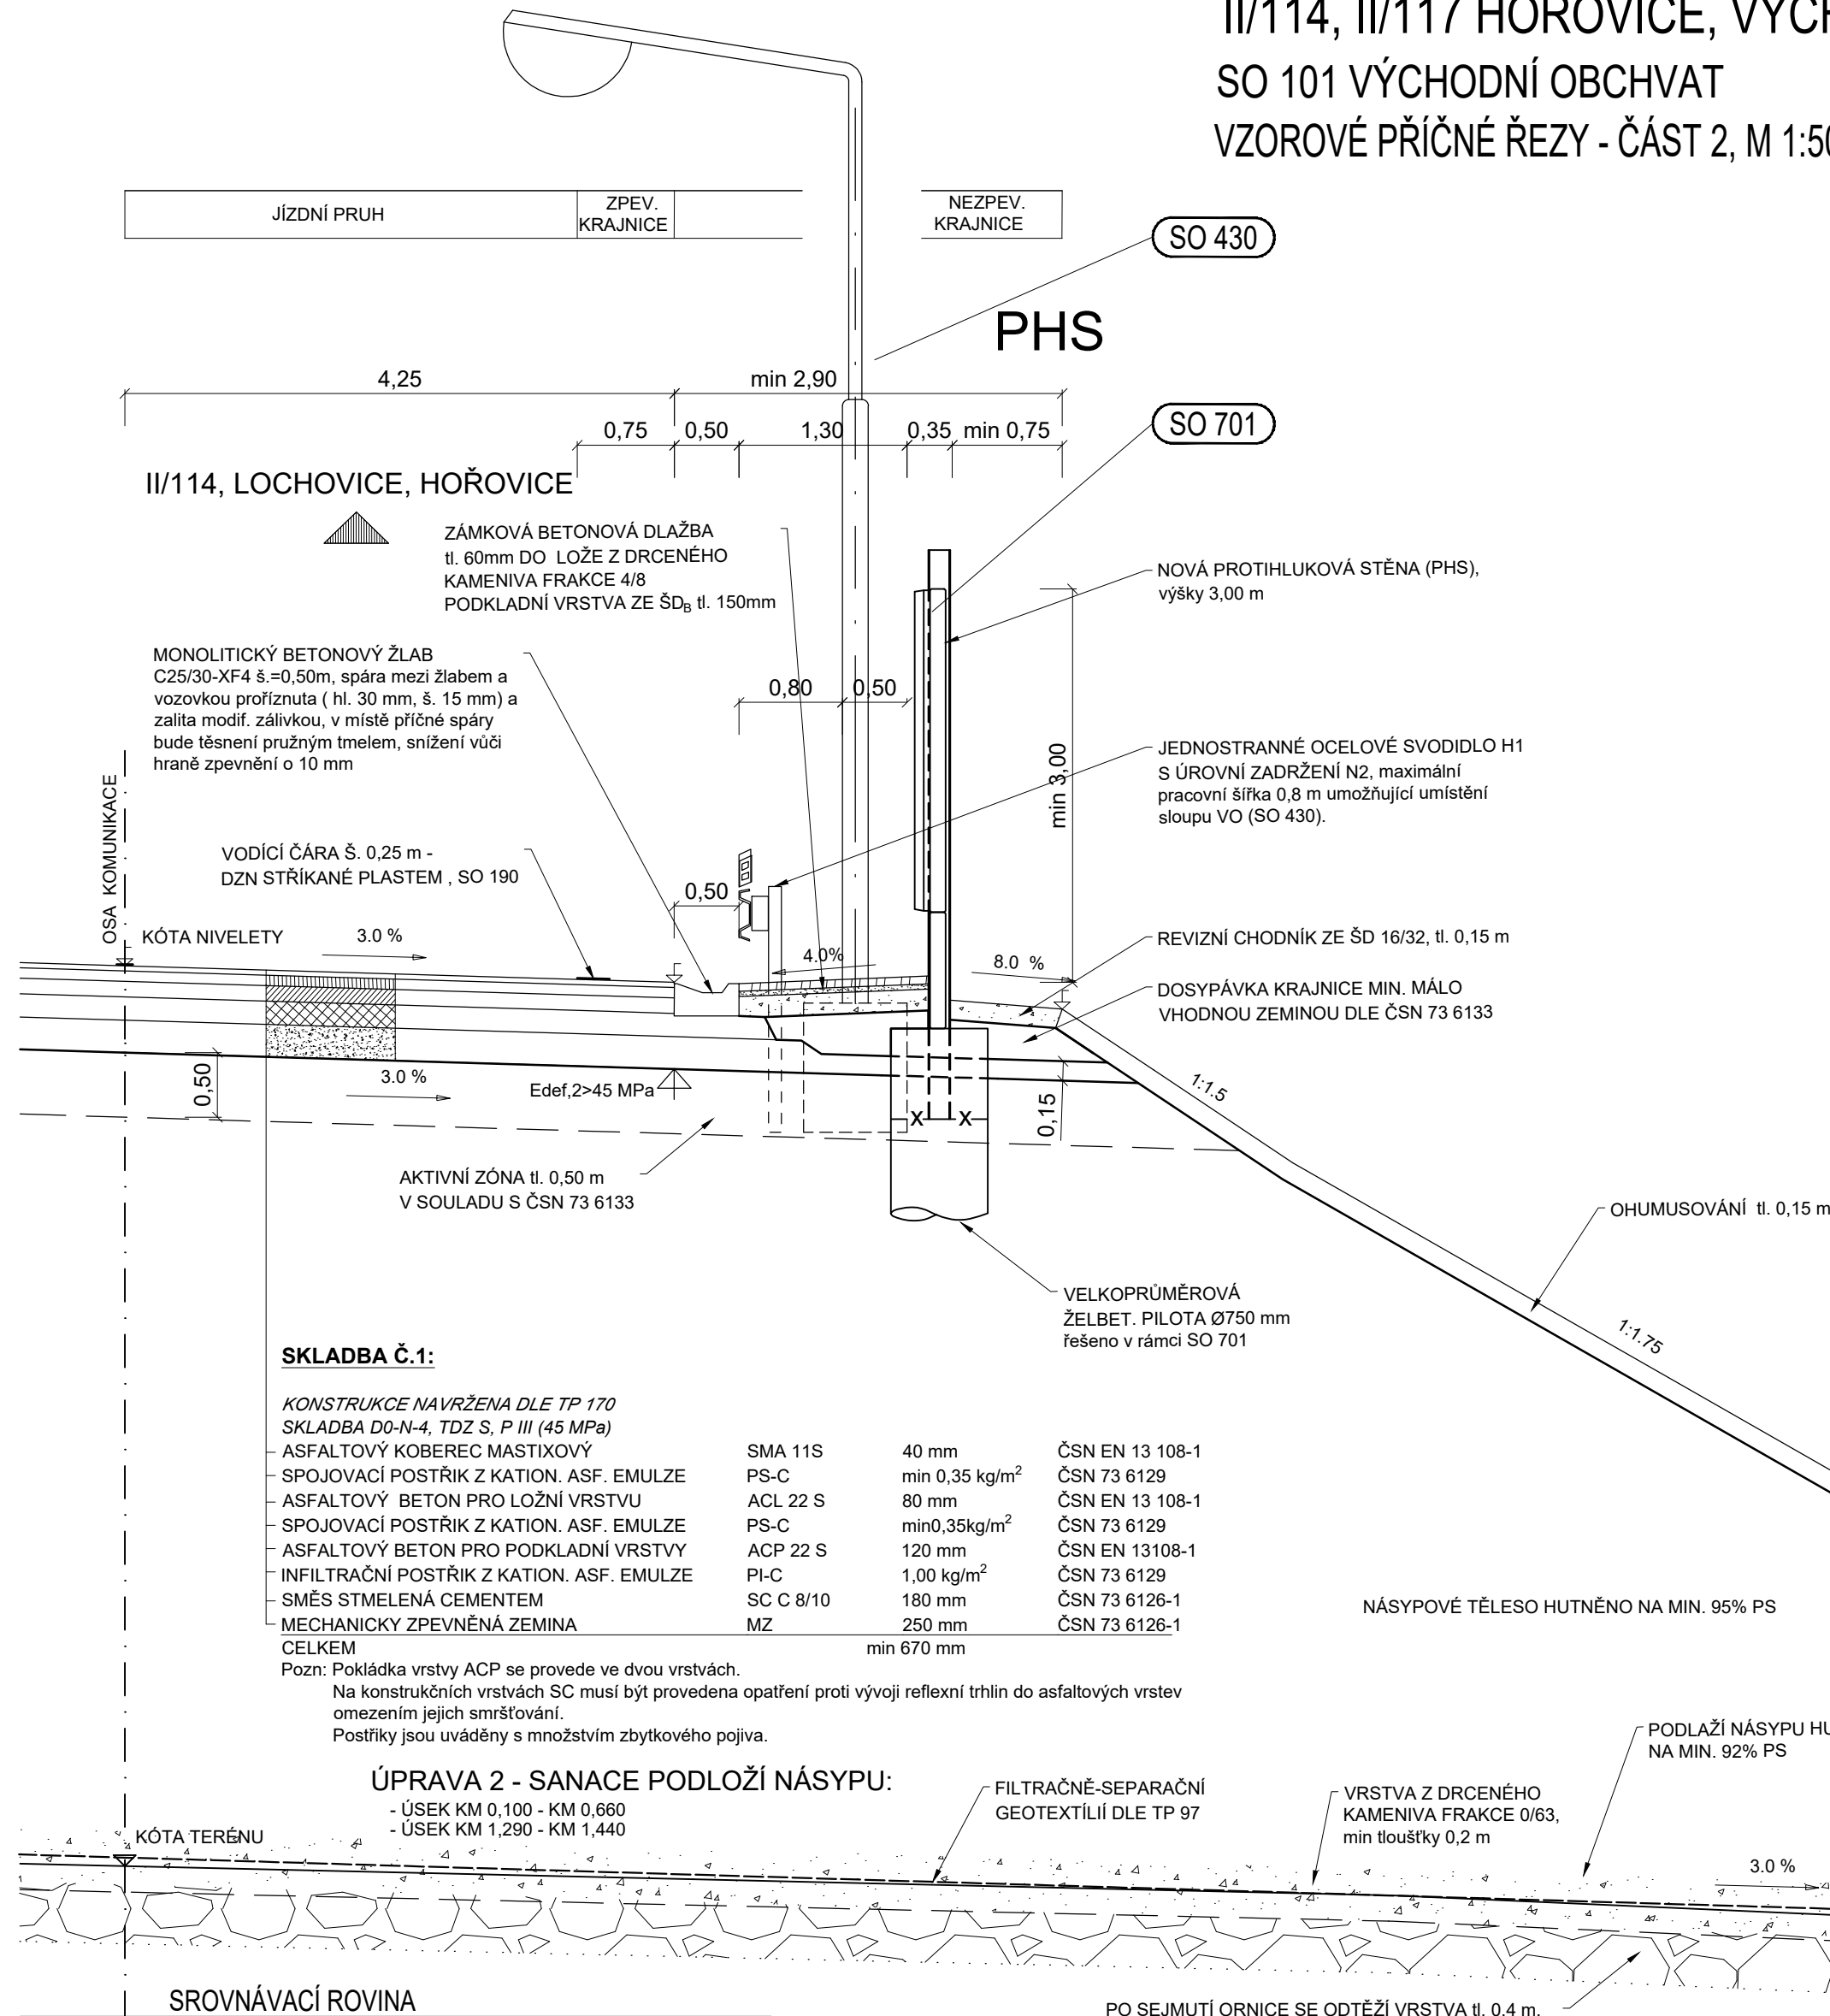 II/114, II/117 HOŘOVICE,
SO 101 VÝCHODNÍ OBCHVAT
VZOROVÉ PŘÍČNÉ ŘEZY - ČÁST 2, M 1:50
JÍZDNÍ PRUH
ZPEV.
KRAJNICE
NEZPEV.
KRAJNICE
SO 430
PHS
4,25
min 2,90
SO 701
0,75
0,50
1,30
0,35
min 0,75
II/114, LOCHOVICE, HOŘOVICE
ZÁMKOVÁ BETONOVÁ DLAŽBA
tl. 60mm DO LOŽE Z DRCENÉHO
KAMENIVA FRAKCE 4/8
PODKLADNÍ VRSTVA ZE ŠDB tl. 150mm
NOVÁ PROTIHLUKOVÁ STĚNA (PHS),
výšky 3,00 m
MONOLITICKÝ BETONOVÝ ŽLAB
C25/30-XF4 š.=0,50m, spára mezi žlabem a
vozovkou proříznuta ( hl. 30 mm, š. 15 mm) a
zalita modif. zálivkou, v místě příčné spáry
bude těsnení pružným tmelem, snížení vůči
hraně zpevnění o 10 mm
0,80
0,50
min 3,00
JEDNOSTRANNÉ OCELOVÉ SVODIDLO H1
S ÚROVNÍ ZADRŽENÍ N2, maximální
pracovní šířka 0,8 m umožňující umístění
sloupu VO (SO 430).
OSA KOMUNIKACE
VODÍCÍ ČÁRA Š. 0,25 m -
DZN STŘÍKANÉ PLASTEM , SO 190
0,50
KÓTA NIVELETY
3.0 %
4.0%
8.0 %
REVIZNÍ CHODNÍK ZE ŠD 16/32, tl. 0,15 m
DOSYPÁVKA KRAJNICE MIN. MÁLO
VHODNOU ZEMINOU DLE ČSN 73 6133
0,50
3.0 %
Edef,2>45 MPa
X
X
0,15
1:1.5
AKTIVNÍ ZÓNA tl. 0,50 m
V SOULADU S ČSN 73 6133
OHUMUSOVÁNÍ tl. 0,15 m
VELKOPRŮMĚROVÁ
ŽELBET. PILOTA Ø750 mm
řešeno v rámci SO 701
1:1.75
SKLADBA Č.1:
KONSTRUKCE NAVRŽENA DLE TP 170
SKLADBA D0-N-4, TDZ S, P III (45 MPa)
ASFALTOVÝ KOBEREC MASTIXOVÝ SMA 11S 40 mm ČSN EN 13 108-1
SPOJOVACÍ POSTŘIK Z KATION. ASF. EMULZE PS-C min 0,35 kg/m2 ČSN 73 6129
ASFALTOVÝ BETON PRO LOŽNÍ VRSTVU ACL 22 S 80 mm ČSN EN 13 108-1
SPOJOVACÍ POSTŘIK Z KATION. ASF. EMULZE PS-C min0,35kg/m2 ČSN 73 6129
ASFALTOVÝ BETON PRO PODKLADNÍ VRSTVY ACP 22 S 120 mm ČSN EN 13108-1
INFILTRAČNÍ POSTŘIK Z KATION. ASF. EMULZE PI-C 1,00 kg/m2 ČSN 73 6129
SMĚS STMELENÁ CEMENTEM SC C 8/10 180 mm ČSN 73 6126-1
MECHANICKY ZPEVNĚNÁ ZEMINA MZ 250 mm ČSN 73 6126-1
CELKEM min 670 mm
Pozn: Pokládka vrstvy ACP se provede ve dvou vrstvách.
Na konstrukčních vrstvách SC musí být provedena opatření proti vývoji reflexní trhlin do asfaltových vrstev
omezením jejich smršťování.
Postřiky jsou uváděny s množstvím zbytkového pojiva.
NÁSYPOVÉ TĚLESO HUTNĚNO NA MIN. 95% PS
PODLAŽÍ NÁSYPU
NA MIN. 92% PS
ÚPRAVA 2 - SANACE PODLOŽÍ NÁSYPU:
- ÚSEK KM 0,100 - KM 0,660
- ÚSEK KM 1,290 - KM 1,440
FILTRAČNĚ-SEPARAČNÍ
GEOTEXTÍLIÍ DLE TP 97
VRSTVA Z DRCENÉHO
KAMENIVA FRAKCE 0/63,
min tloušťky 0,2 m
KÓTA TERÉNU
3.0 %
SROVNÁVACÍ ROVINA
PO SEJMUTÍ ORNICE SE ODTĚŽÍ VRSTVA tl. 0,4 m,